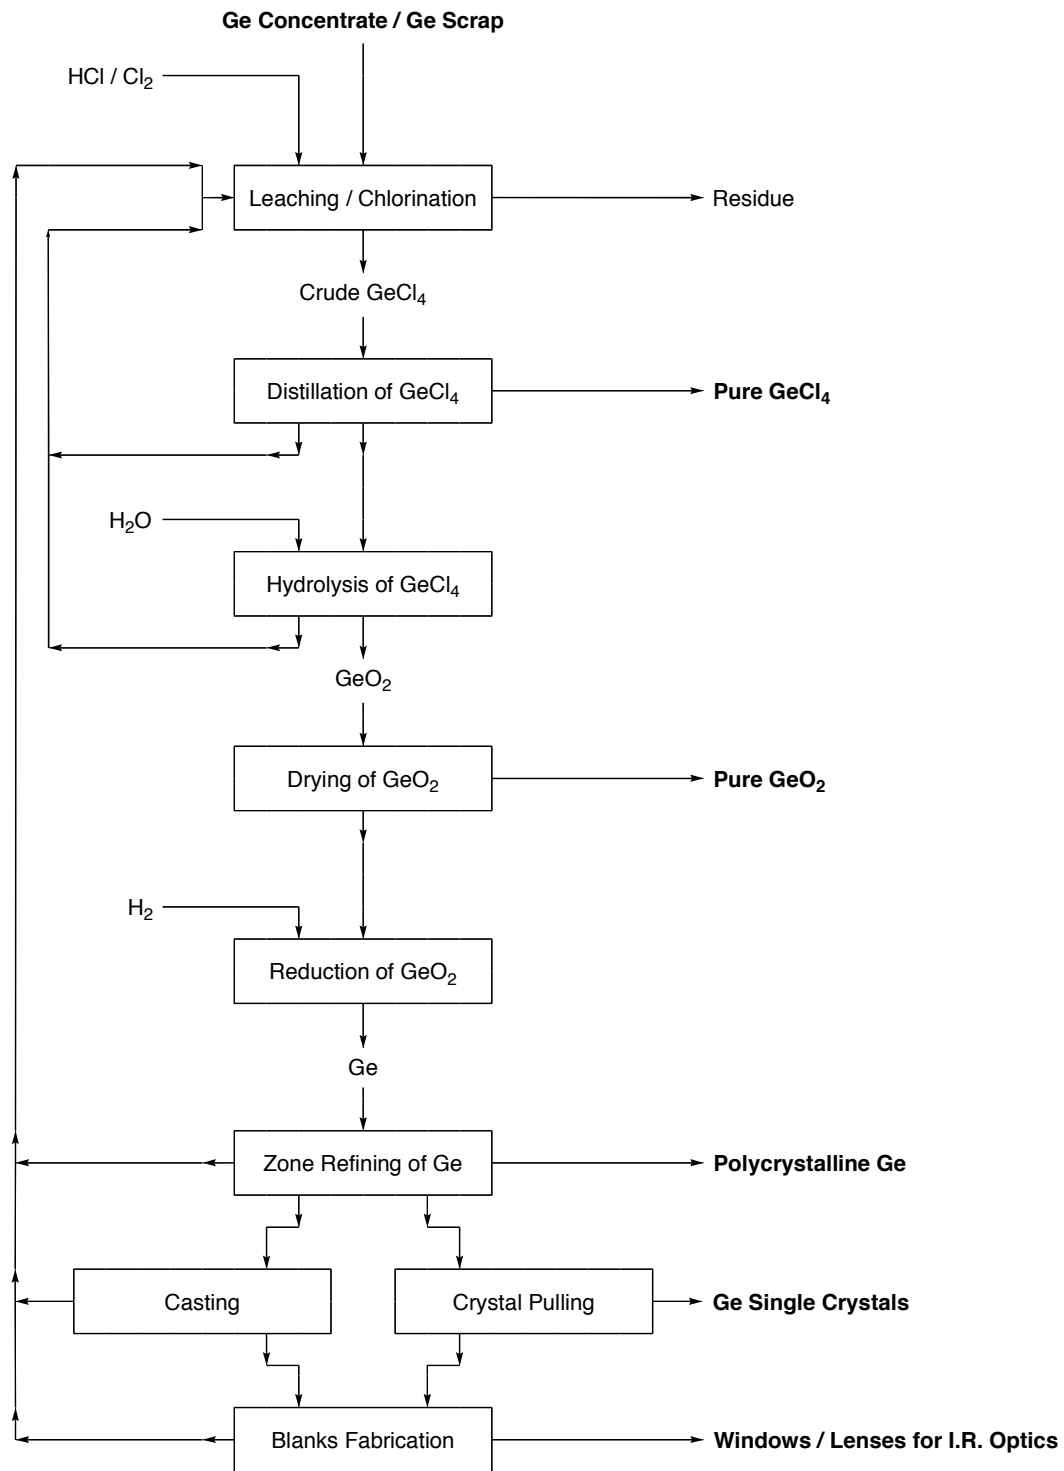 Ge Concentrate / Ge Scrap
HCl / Cl₂
Leaching / Chlorination
Residue
Crude GeCl₄
Distillation of GeCl₄
Pure GeCl₄
H₂O
Hydrolysis of GeCl₄
GeO₂
Drying of GeO₂
Pure GeO₂
H₂
Reduction of GeO₂
Ge
Zone Refining of Ge
Polycrystalline Ge
Casting
Crystal Pulling
Ge Single Crystals
Blanks Fabrication
Windows / Lenses for I.R. Optics